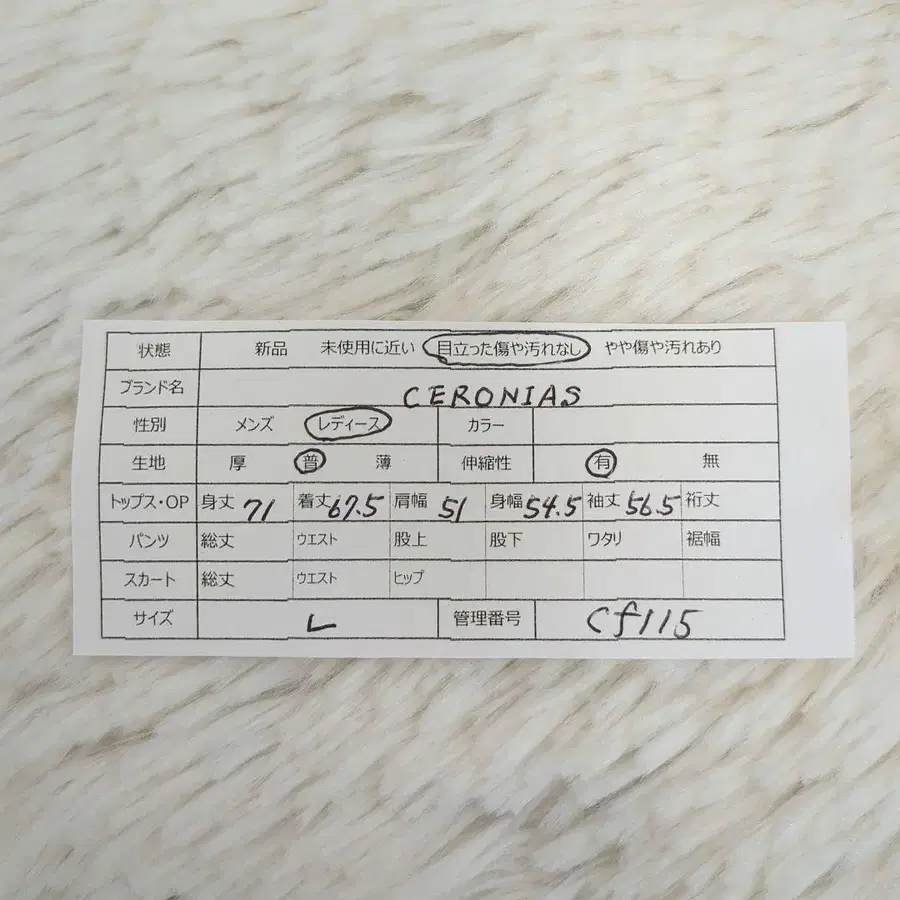 状態 新品 未使用に近い 目立った傷や汚れなし やや傷や汚れあり
ブランド名 CERONIAS
性別 メンズ レディース カラー
生地 厚 普 薄 伸縮性 有 無
トップス・OP 身丈 71 着丈 67.5 肩幅 51 身幅 54.5 袖丈 56.5 裄丈
パンツ 総丈 ウエスト 股上 股下 ワタリ 裾幅
スカート 総丈 ウエスト ヒップ
サイズ L 管理番号 Cf115